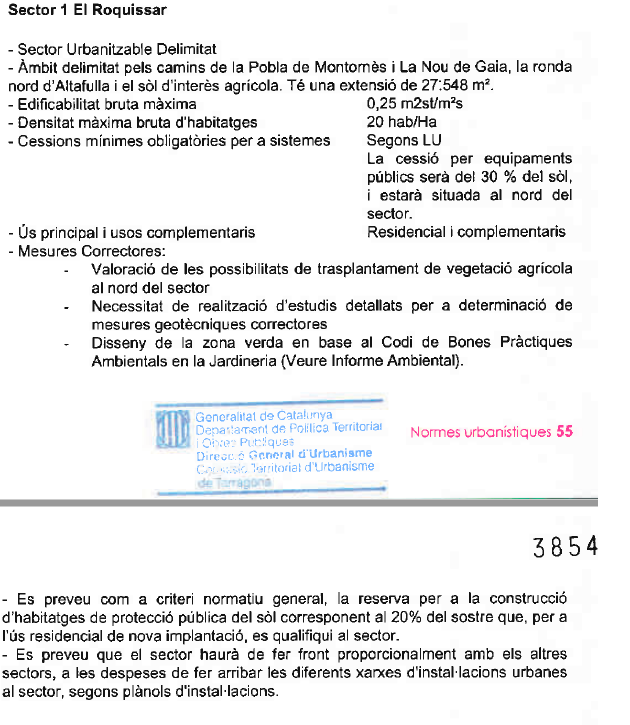 Sector 1 El Roquissar
- Sector Urbanitzable Delimitat
- Àmbit delimitat pels camins de la Pobla de Montornès i La Nou de Gaia, la ronda
nord d'Altafulla i el sòl d'interès agrícola. Té una extensió de 27.548 m².
- Edificabilitat bruta màxima 0,25 m2st/m²s
- Densitat màxima bruta d'habitatges 20 hab/Ha
- Cessions mínimes obligatòries per a sistemes Segons LU
La cessió per equipaments
públics serà del 30 % del sòl,
i estarà situada al nord del
sector.
- Ús principal i usos complementaris Residencial i complementaris
- Mesures Correctores:
- Valoració de les possibilitats de trasplantament de vegetació agrícola
al nord del sector
- Necessitat de realització d'estudis detallats per a determinació de
mesures geotècniques correctores
- Disseny de la zona verda en base al Codi de Bones Pràctiques
Ambientals en la Jardineria (Veure Informe Ambiental).
Generalitat de Catalunya
Departament de Política Territorial
i Obres Públiques
Direcció General d'Urbanisme
Comissió Territorial d'Urbanisme
de Tarragona
Normes urbanístiques 55
3854
- Es preveu com a criteri normatiu general, la reserva per a la construcció
d'habitatges de protecció pública del sòl corresponent al 20% del sostre que, per a
l'ús residencial de nova implantació, es qualifiqui al sector.
- Es preveu que el sector haurà de fer front proporcionalment amb els altres
sectors, a les despeses de fer arribar les diferents xarxes d'instal·lacions urbanes
al sector, segons plànols d'instal·lacions.